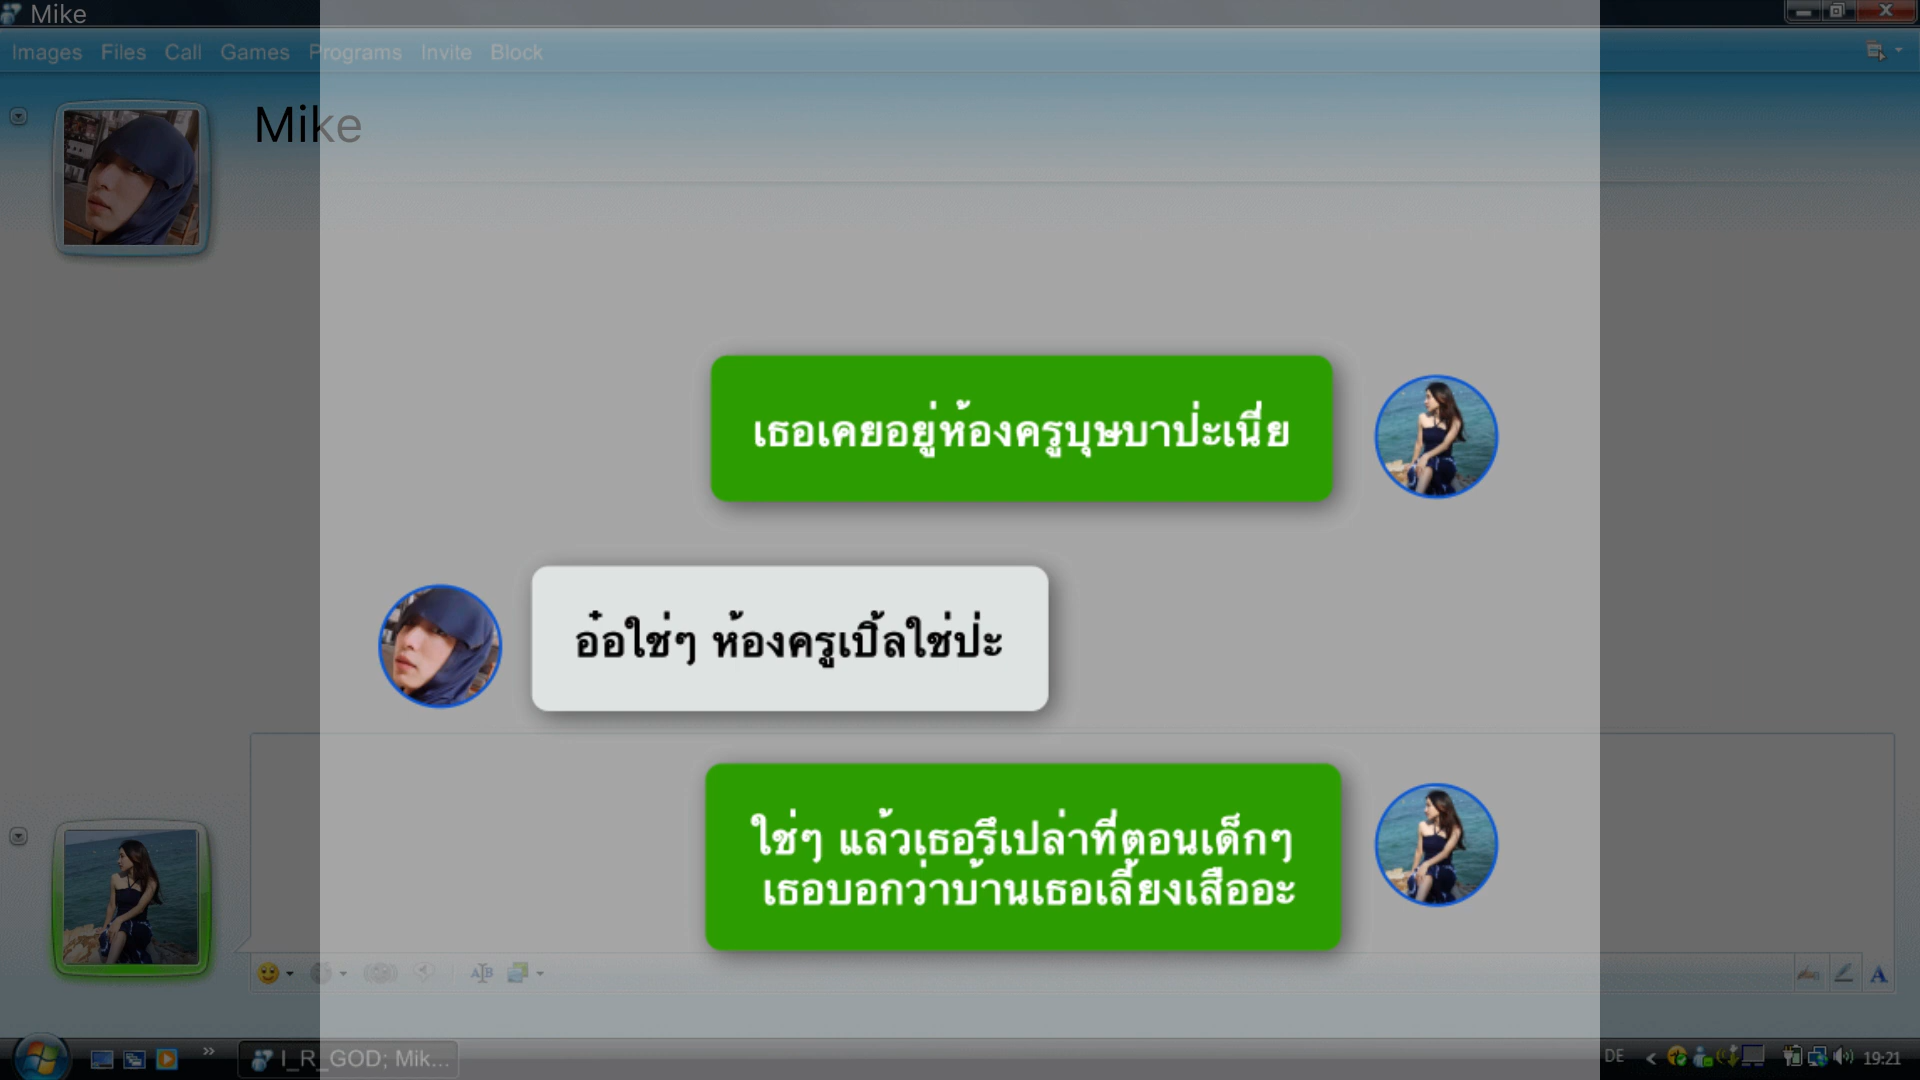 Mike
Images Files Call Games Programs Invite Block
Mike
เธอเคยอยู่ห้องครูบุษบาป่ะเนี่ย
อ๋อใช่ๆ ห้องครูเปิ้ลใช่ป่ะ
ใช่ๆ แล้วเธอรึเปล่าที่ตอนเด็กๆ
เธอบอกว่าบ้านเธอเลี้ยงเสืออะ
I_R_GOD; Mik...
DE
19:21